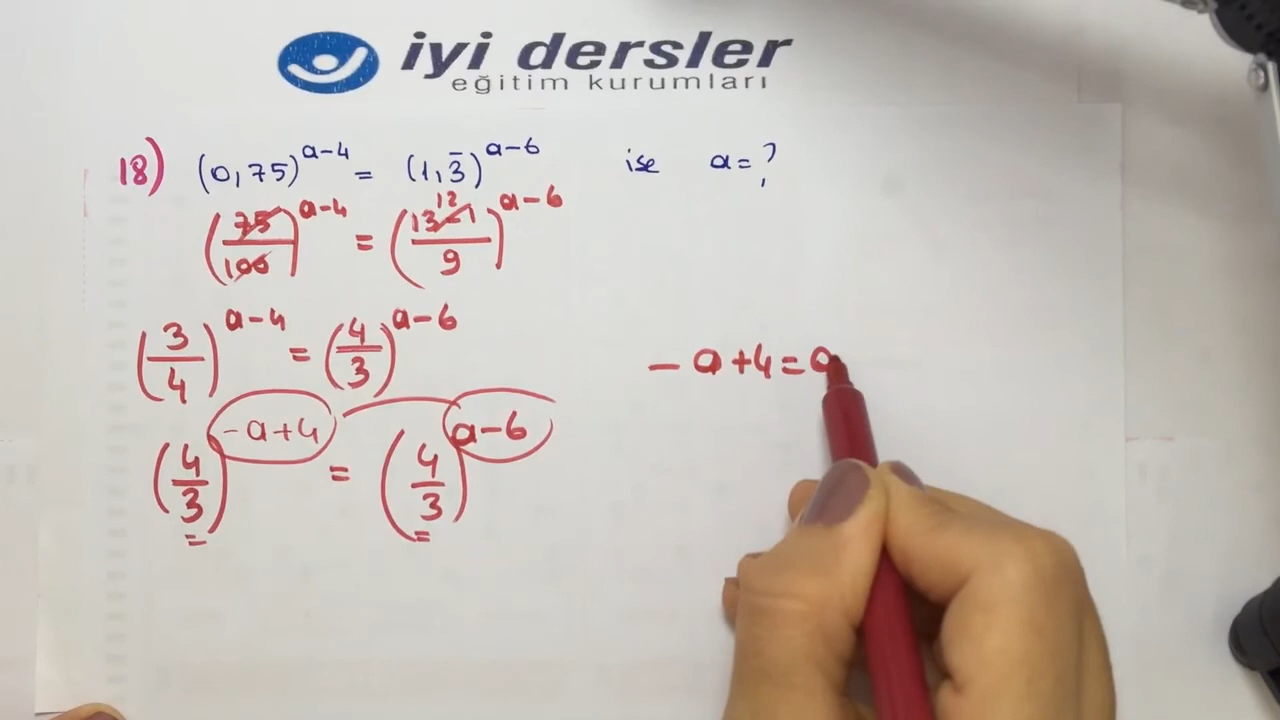 iyi dersler
eğitim kurumları
18) (0,75)^{a-4} = (1,3̄)^{a-6} ise a=?
(75/100)^{a-4} = (13-1/9)^{a-6} 12
(3/4)^{a-4} = (4/3)^{a-6}
-a+4=a
(4/3)^{-a+4} = (4/3)^{a-6}